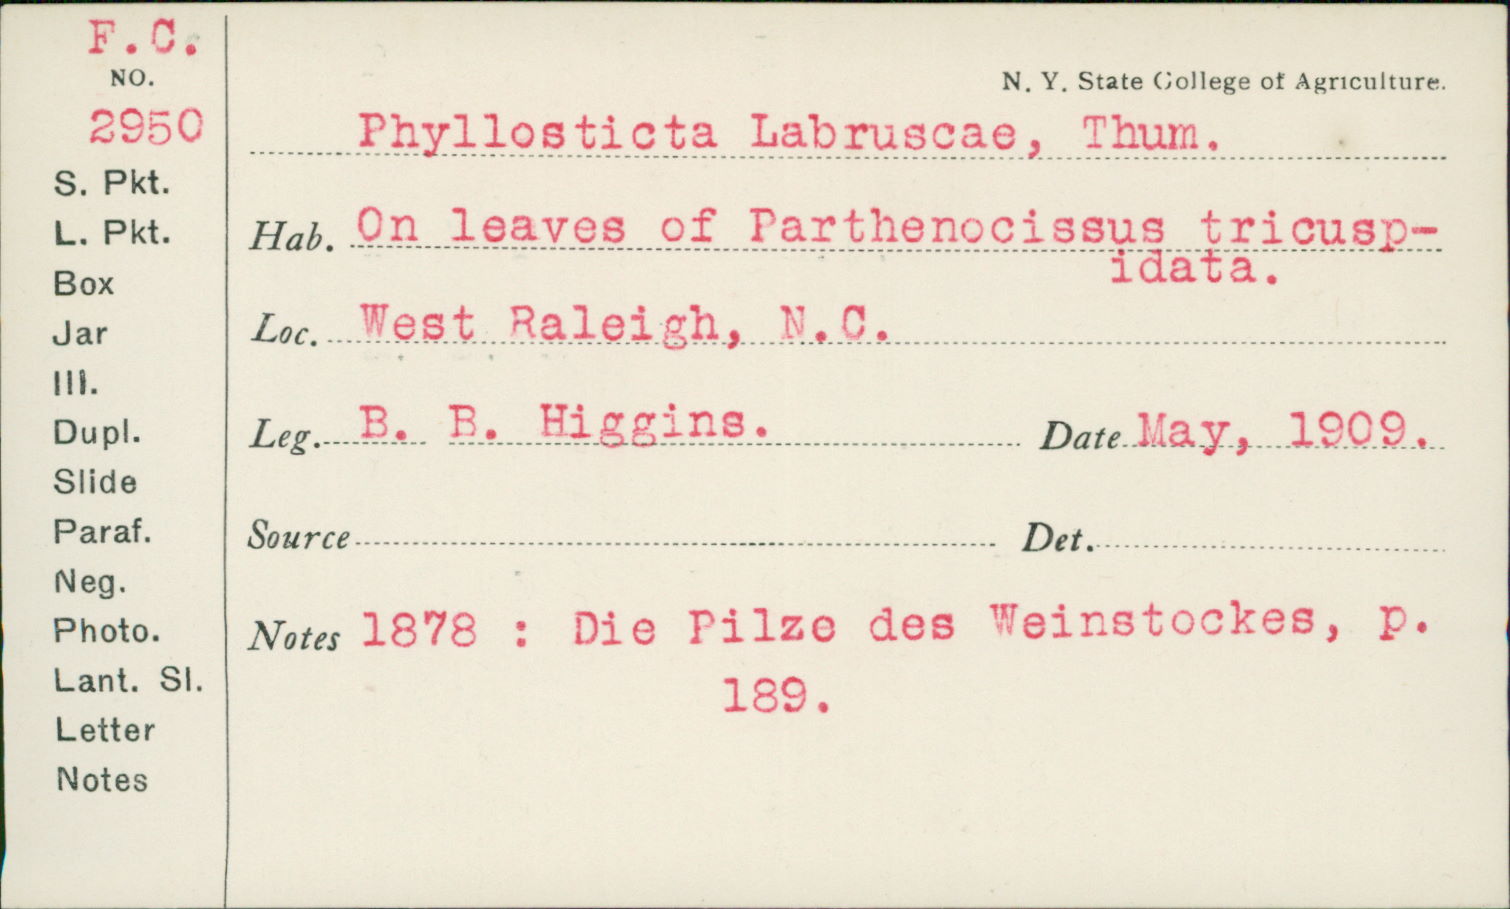 F.C.
NO.
2950
S. Pkt.
L. Pkt.
Box
Jar
Ill.
Dupl.
Slide
Paraf.
Neg.
Photo.
Lant. Sl.
Letter
Notes
N. Y. State College of Agriculture.
Phyllosticta Labruscae, Thum.
Hab. On leaves of Parthenocissus tricusp-
idata.
Loc. West Raleigh, N.C.
Leg. B. B. Higgins. Date May, 1909.
Source Det.
Notes 1878 : Die Pilze des Weinstockes, p.
189.